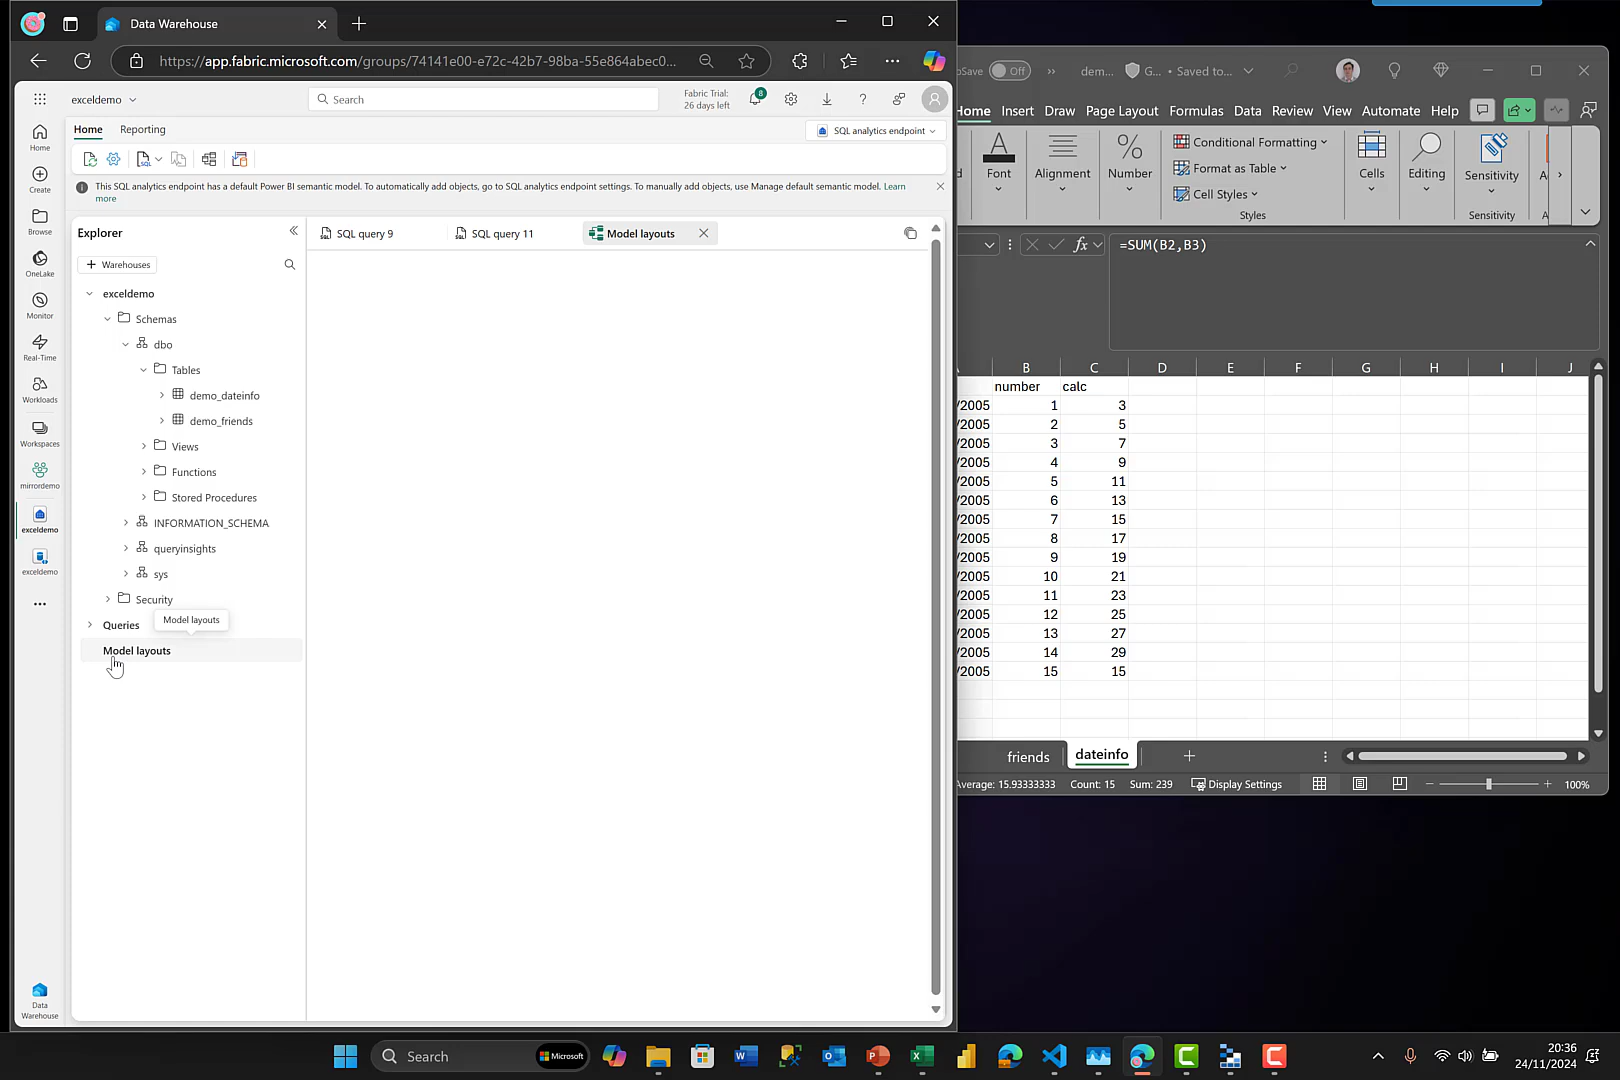 Data Warehouse
https://app.fabric.microsoft.com/groups/74141e00-e72c-42b7-98ba-55e864abec0...
exceldemo
Search
Fabric Trial:
26 days left
8
Home
Reporting
SQL analytics endpoint
This SQL analytics endpoint has a default Power BI semantic model. To automatically add objects, go to SQL analytics endpoint settings. To manually add objects, use Manage default semantic model. Learn
more
Home
Create
Browse
OneLake
Monitor
Real-Time
Workloads
Workspaces
mirrordemo
exceldemo
exceldemo
Data
Warehouse
Explorer
Warehouses
exceldemo
Schemas
dbo
Tables
demo_dateinfo
demo_friends
Views
Functions
Stored Procedures
INFORMATION_SCHEMA
queryinsights
sys
Security
Queries
Model layouts
Model layouts
SQL query 9
SQL query 11
Model layouts
oSave
Off
dem...
G...
• Saved to...
Home
Insert
Draw
Page Layout
Formulas
Data
Review
View
Automate
Help
d
Font
Alignment
Number
Conditional Formatting
Format as Table
Cell Styles
Styles
Cells
Editing
Sensitivity
Sensitivity
A
A
fx
=SUM(B2,B3)
B C D E F G H I J
number calc
/2005 1 3
/2005 2 5
/2005 3 7
/2005 4 9
/2005 5 11
/2005 6 13
/2005 7 15
/2005 8 17
/2005 9 19
/2005 10 21
/2005 11 23
/2005 12 25
/2005 13 27
/2005 14 29
/2005 15 15
friends
dateinfo
Average: 15.93333333
Count: 15
Sum: 239
Display Settings
100%
Search
Microsoft
20:36
24/11/2024